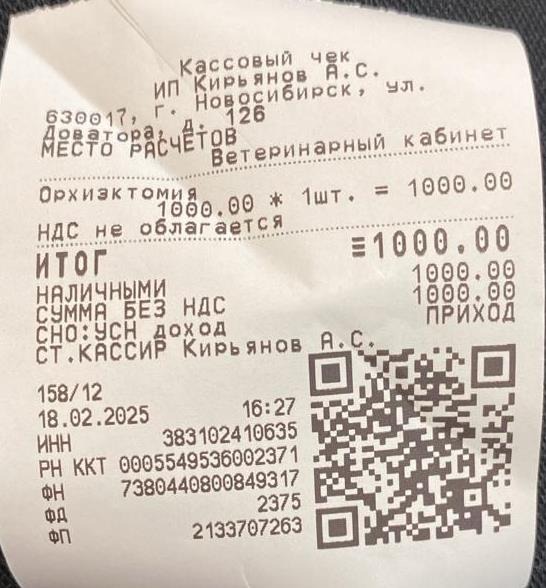 Кассовый чек
ИП Кирьянов А.С.
630017, г. Новосибирск, ул.
Доватора, д. 126
МЕСТО РАСЧЁТОВ
Ветеринарный кабинет
Орхиэктомия
1000.00 * 1шт. = 1000.00
НДС не облагается
ИТОГ ≡1000.00
НАЛИЧНЫМИ 1000.00
СУММА БЕЗ НДС 1000.00
СНО:УСН доход ПРИХОД
СТ.КАССИР Кирьянов А.С.
158/12
18.02.2025 16:27
ИНН 383102410635
РН ККТ 0005549536002371
ФН 7380440800849317
ФД 2375
ФП 2133707263